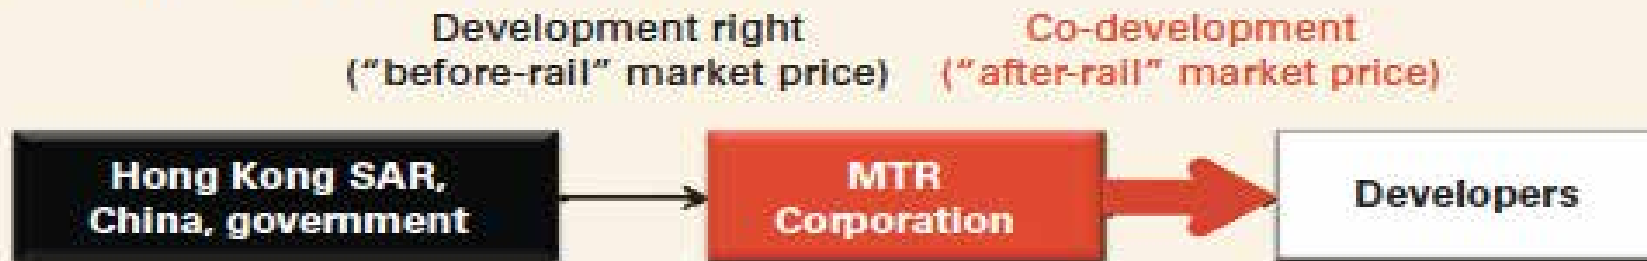 Development right
("before-rail" market price)
Co-development
("after-rail" market price)
Hong Kong SAR,
China, government
MTR
Corporation
Developers